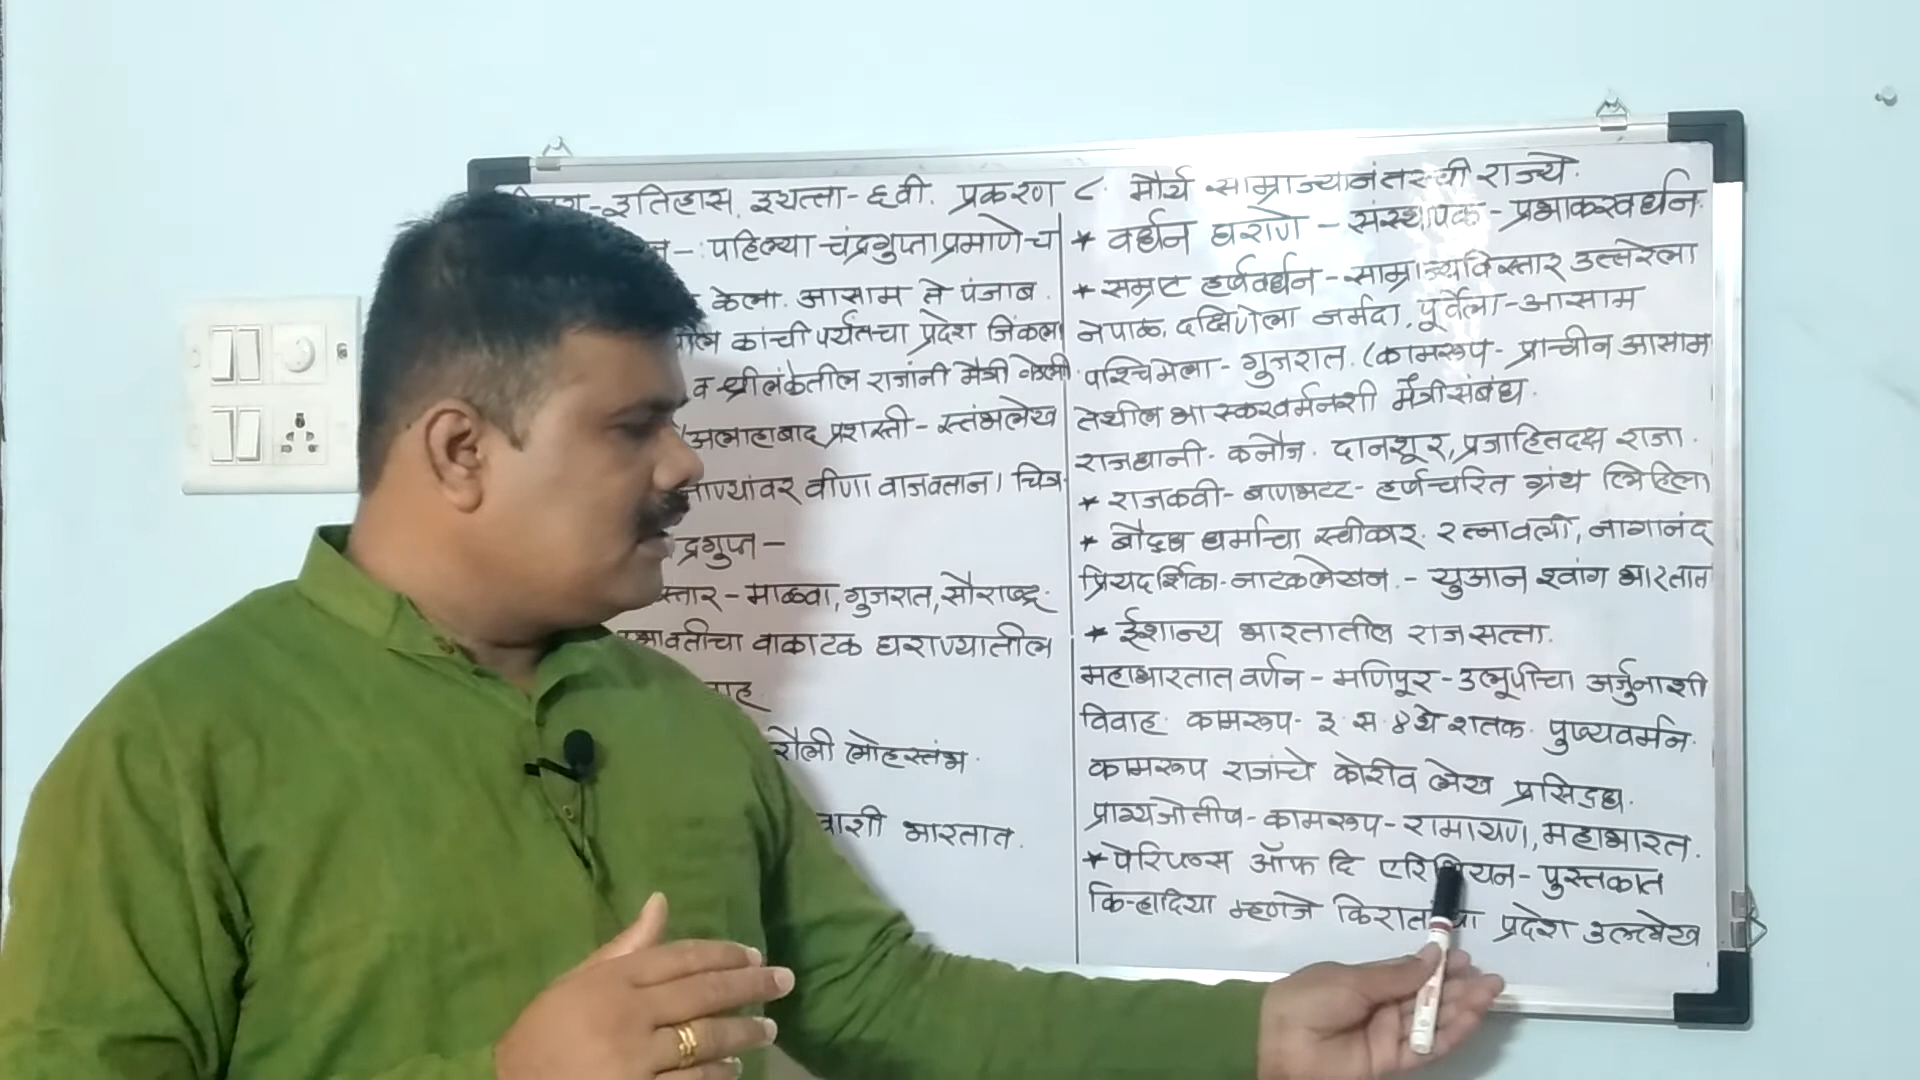 -इतिहास. इयत्ता-६वी. प्रकरण ८. मौर्य साम्राज्यानंतरची राज्ये.
पहिल्या चंद्रगुप्ताप्रमाणेच
केला. आसाम ते पंजाब.
कांची पर्यंतचा प्रदेश जिंकला
व श्रीलंकेतील राजांनी मैत्री केली.
अलाहाबाद प्रशस्ती - स्तंभलेख
नाण्यांवर वीणा वाजवताना चित्र.
द्रगुप्त -
स्तार - माळवा, गुजरात, सौराष्ट्र.
भावतीचा वाकाटक घराण्यातील
लोहस्तंभ.
भारतात.
* वर्धन घराणे - संस्थापक - प्रभाकरवर्धन.
* सम्राट हर्षवर्धन - साम्राज्यविस्तार उत्तरेला
नेपाळ, दक्षिणेला नर्मदा, पूर्वेला - आसाम
पश्चिमेला - गुजरात. (कामरूप - प्राचीन आसाम
तेथील भास्करवर्मनशी मैत्रीसंबंध.
राजधानी. कनौज. दानशूर, प्रजाहितदक्ष राजा.
* राजकवी - बाणभट्ट - हर्षचरित ग्रंथ लिहिला
* बौद्ध धर्माचा स्वीकार. रत्नावली, नागानंद
प्रियदर्शिका - नाटकलेखन. - युआन श्वांग भारतात
* ईशान्य भारतातील राजसत्ता.
महाभारतात वर्णन - मणिपूर - उलूपीचा अर्जुनाशी
विवाह. कामरूप - इ. स. ४थे शतक. पुष्यवर्मन.
कामरूप राजांचे कोरीव लेख प्रसिद्ध.
प्राग्यजोतीष - कामरूप - रामायण, महाभारत.
* पेरिप्लस ऑफ दि - पुस्तकात
किऱ्हादिया म्हणजे प्रदेश उल्लेख